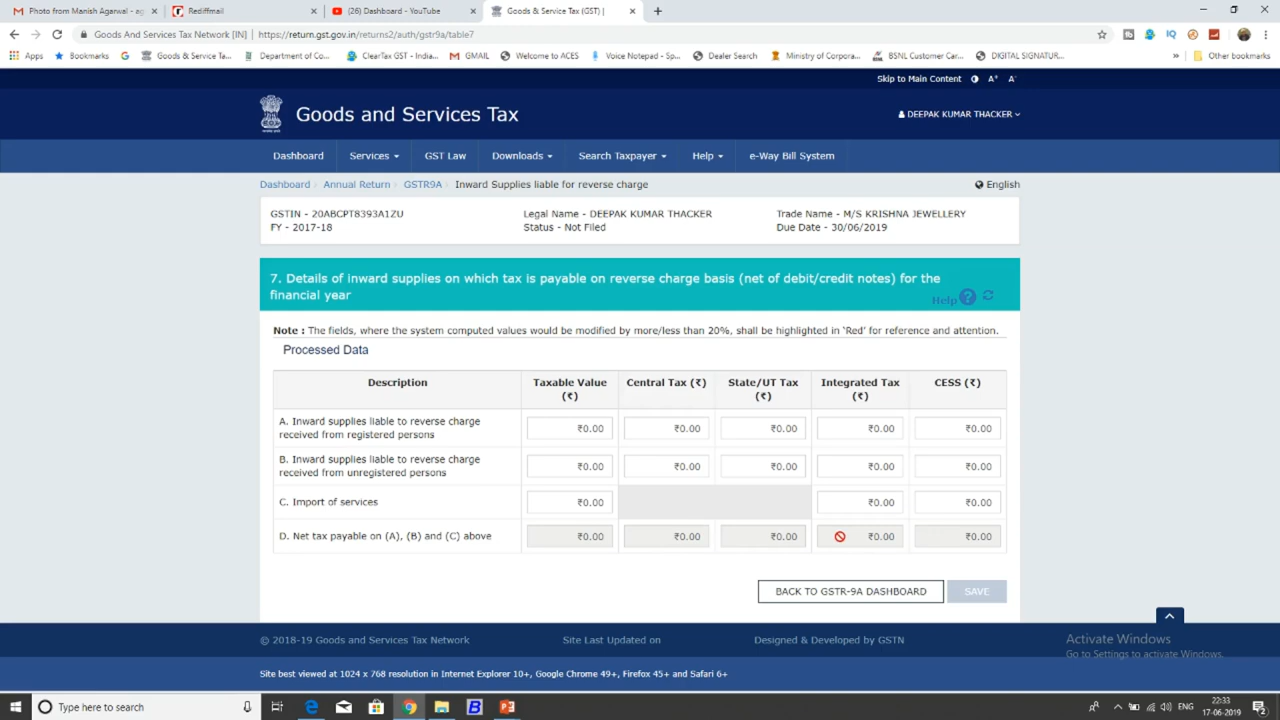 Photo from Manish Agarwal - ag
Rediffmail
(26) Dashboard - YouTube
Goods & Service Tax (GST) |
Goods And Services Tax Network [IN] | https://return.gst.gov.in/returns2/auth/gstr9a/table7
Apps Bookmarks Goods & Service Ta... Department of Co... ClearTax GST - India... GMAIL Welcome to ACES Voice Notepad - Sp... Dealer Search Ministry of Corpora... BSNL Customer Car... DIGITAL SIGNATUR... » Other bookmarks
Skip to Main Content A+ A-
Goods and Services Tax
DEEPAK KUMAR THACKER
Dashboard Services GST Law Downloads Search Taxpayer Help e-Way Bill System
Dashboard Annual Return GSTR9A Inward Supplies liable for reverse charge English
GSTIN - 20ABCPT8393A1ZU Legal Name - DEEPAK KUMAR THACKER Trade Name - M/S KRISHNA JEWELLERY
FY - 2017-18 Status - Not Filed Due Date - 30/06/2019
7. Details of inward supplies on which tax is payable on reverse charge basis (net of debit/credit notes) for the
financial year
Help ?
Note : The fields, where the system computed values would be modified by more/less than 20%, shall be highlighted in 'Red' for reference and attention.
Processed Data
Description Taxable Value (₹) Central Tax (₹) State/UT Tax (₹) Integrated Tax (₹) CESS (₹)
A. Inward supplies liable to reverse charge
received from registered persons
₹0.00 ₹0.00 ₹0.00 ₹0.00 ₹0.00
B. Inward supplies liable to reverse charge
received from unregistered persons
₹0.00 ₹0.00 ₹0.00 ₹0.00 ₹0.00
C. Import of services ₹0.00 ₹0.00 ₹0.00
D. Net tax payable on (A), (B) and (C) above ₹0.00 ₹0.00 ₹0.00 ₹0.00 ₹0.00
BACK TO GSTR-9A DASHBOARD SAVE
© 2018-19 Goods and Services Tax Network Site Last Updated on Designed & Developed by GSTN
Activate Windows
Go to Settings to activate Windows.
Site best viewed at 1024 x 768 resolution in Internet Explorer 10+, Google Chrome 49+, Firefox 45+ and Safari 6+
Type here to search
ENG
22:33
17-06-2019
2